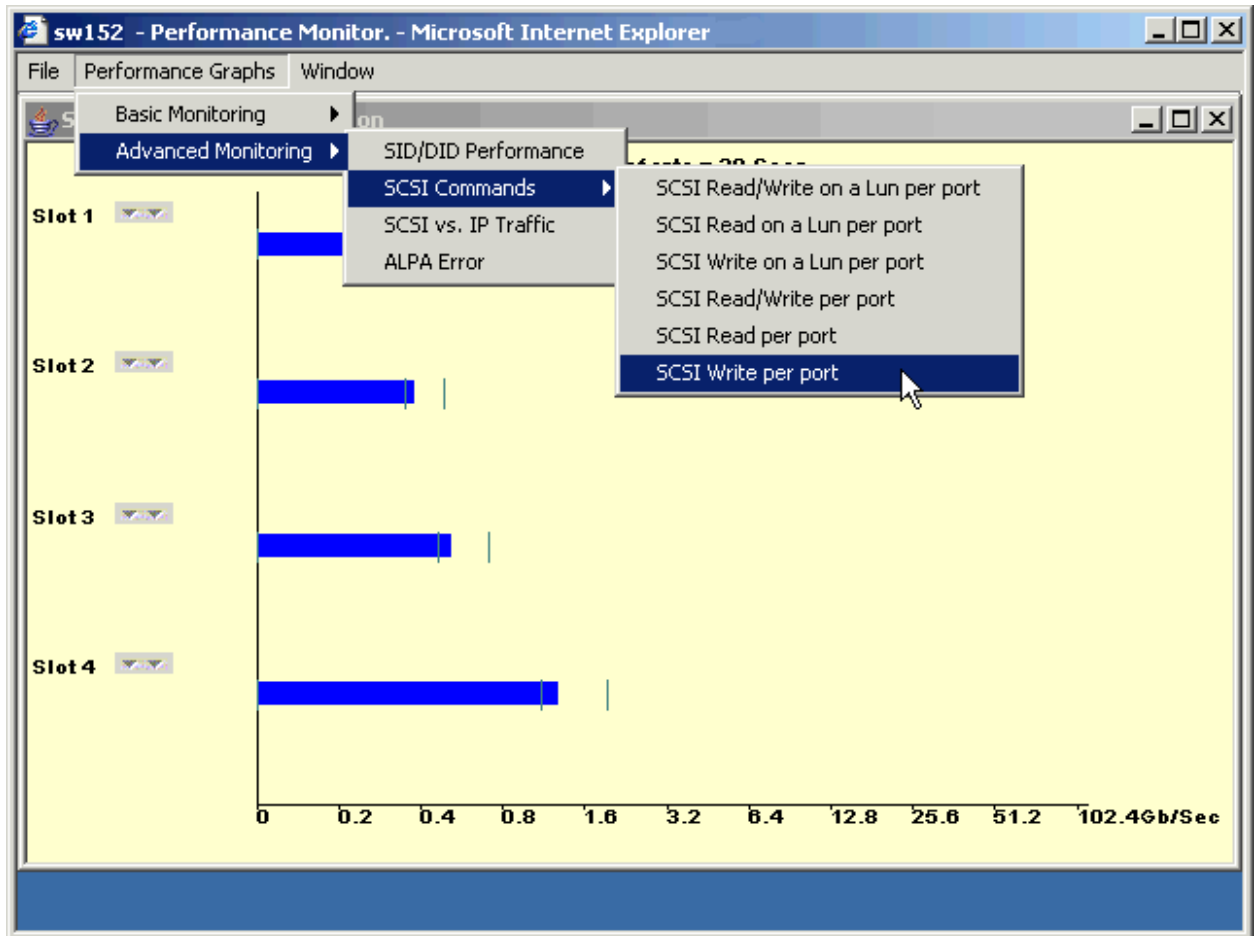 sw152 - Performance Monitor. - Microsoft Internet Explorer
File Performance Graphs Window
Basic Monitoring
Advanced Monitoring
SID/DID Performance
SCSI Commands
SCSI vs. IP Traffic
ALPA Error
SCSI Read/Write on a Lun per port
SCSI Read on a Lun per port
SCSI Write on a Lun per port
SCSI Read/Write per port
SCSI Read per port
SCSI Write per port
Slot 1
Slot 2
Slot 3
Slot 4
0 0.2 0.4 0.8 1.6 3.2 6.4 12.8 25.6 51.2 102.4Gb/Sec